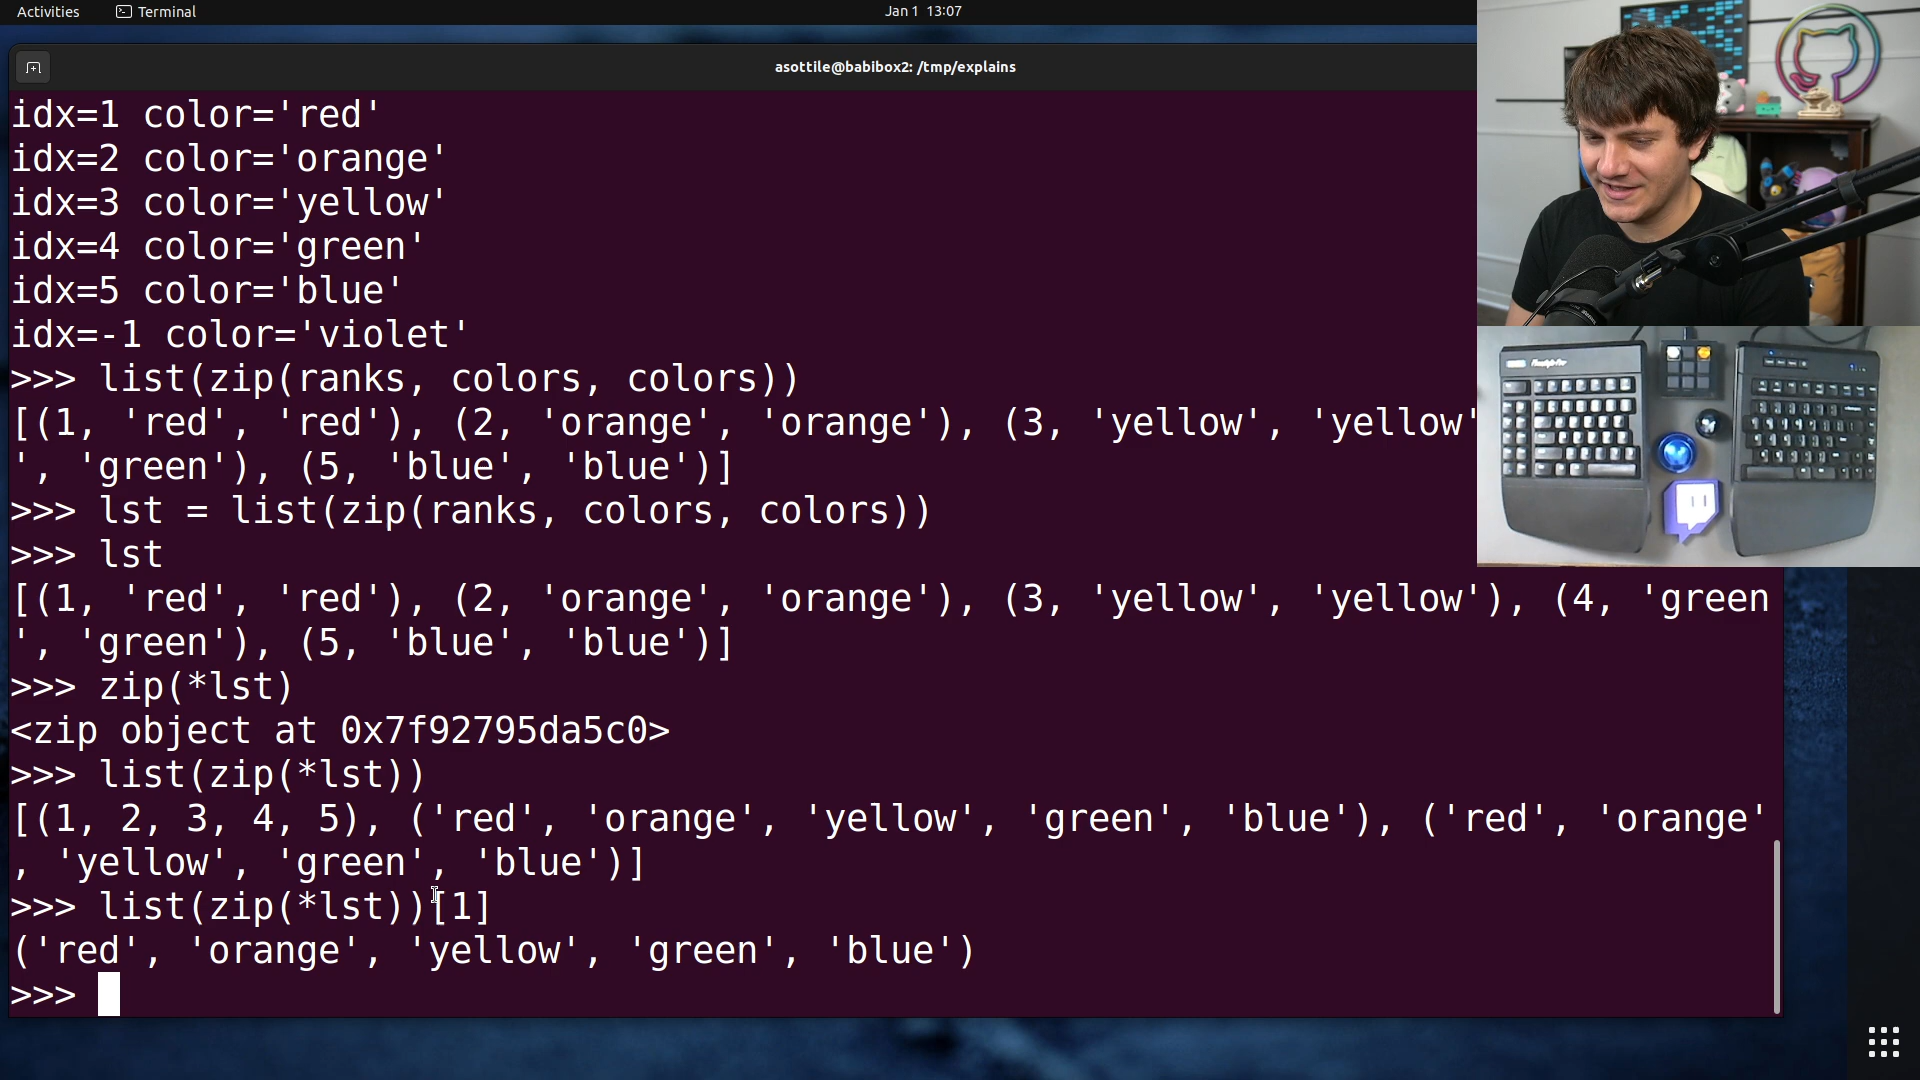 Activities
Terminal
Jan 1 13:07
asottile@babibox2: /tmp/explains
idx=1 color='red'
idx=2 color='orange'
idx=3 color='yellow'
idx=4 color='green'
idx=5 color='blue'
idx=-1 color='violet'
>>> list(zip(ranks, colors, colors))
[(1, 'red', 'red'), (2, 'orange', 'orange'), (3, 'yellow', 'yellow'
', 'green'), (5, 'blue', 'blue')]
>>> lst = list(zip(ranks, colors, colors))
>>> lst
[(1, 'red', 'red'), (2, 'orange', 'orange'), (3, 'yellow', 'yellow'), (4, 'green
', 'green'), (5, 'blue', 'blue')]
>>> zip(*lst)
<zip object at 0x7f92795da5c0>
>>> list(zip(*lst))
[(1, 2, 3, 4, 5), ('red', 'orange', 'yellow', 'green', 'blue'), ('red', 'orange'
, 'yellow', 'green', 'blue')]
>>> list(zip(*lst))[1]
('red', 'orange', 'yellow', 'green', 'blue')
>>>